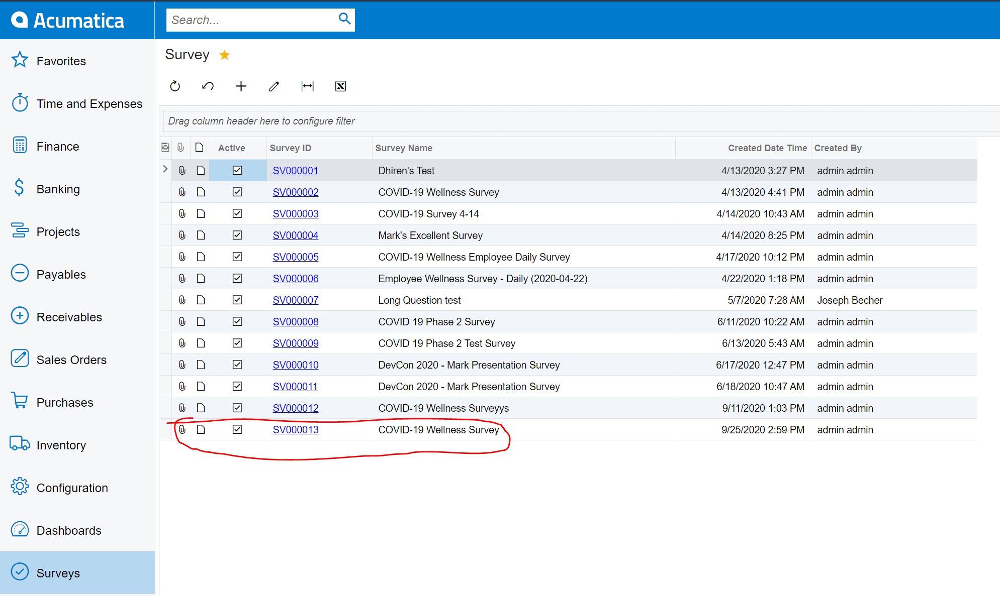 Acumatica
Search...
Favorites
Time and Expenses
Finance
Banking
Projects
Payables
Receivables
Sales Orders
Purchases
Inventory
Configuration
Dashboards
Surveys
Survey
Drag column header here to configure filter
Active Survey ID Survey Name Created Date Time Created By
SV000001 Dhiren's Test 4/13/2020 3:27 PM admin admin
SV000002 COVID-19 Wellness Survey 4/13/2020 4:41 PM admin admin
SV000003 COVID-19 Survey 4-14 4/14/2020 10:43 AM admin admin
SV000004 Mark's Excellent Survey 4/14/2020 8:25 PM admin admin
SV000005 COVID-19 Wellness Employee Daily Survey 4/17/2020 10:12 PM admin admin
SV000006 Employee Wellness Survey - Daily (2020-04-22) 4/22/2020 1:18 PM admin admin
SV000007 Long Question test 5/7/2020 7:28 AM Joseph Becher
SV000008 COVID 19 Phase 2 Survey 6/11/2020 10:22 AM admin admin
SV000009 COVID 19 Phase 2 Test Survey 6/13/2020 5:43 AM admin admin
SV000010 DevCon 2020 - Mark Presentation Survey 6/17/2020 12:47 PM admin admin
SV000011 DevCon 2020 - Mark Presentation Survey 6/18/2020 10:47 AM admin admin
SV000012 COVID-19 Wellness Surveyys 9/11/2020 1:03 PM admin admin
SV000013 COVID-19 Wellness Survey 9/25/2020 2:59 PM admin admin